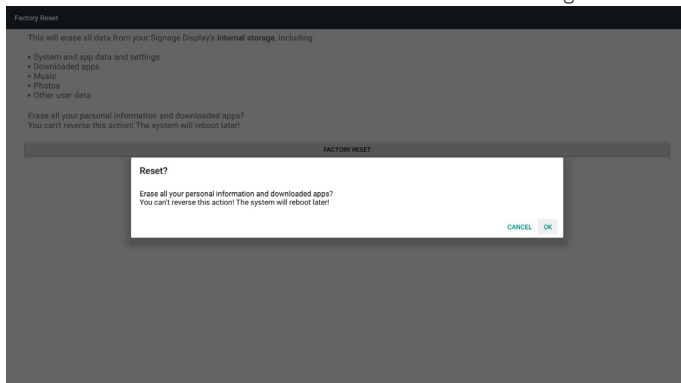 Factory Reset
This will erase all data from your Signage Display's Internal storage, including:
• System and app data and settings
• Downloaded apps
• Music
• Photos
• Other user data
Erase all your personal information and downloaded apps?
You can't reverse this action! The system will reboot later!
FACTORY RESET
Reset?
Erase all your personal information and downloaded apps?
You can't reverse this action! The system will reboot later!
CANCEL OK